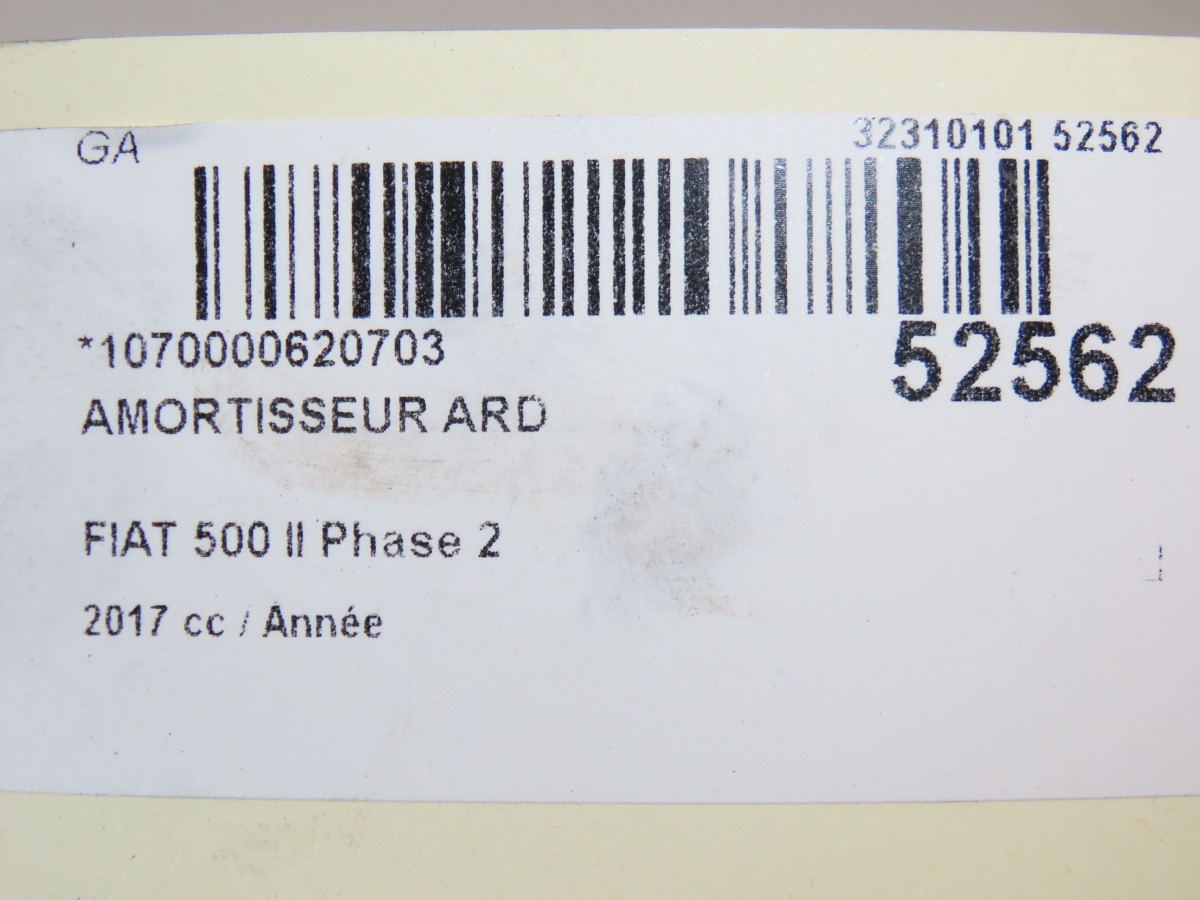 GA 32310101 52562
*1070000620703
52562
AMORTISSEUR ARD
FIAT 500 II Phase 2
2017 cc / Année